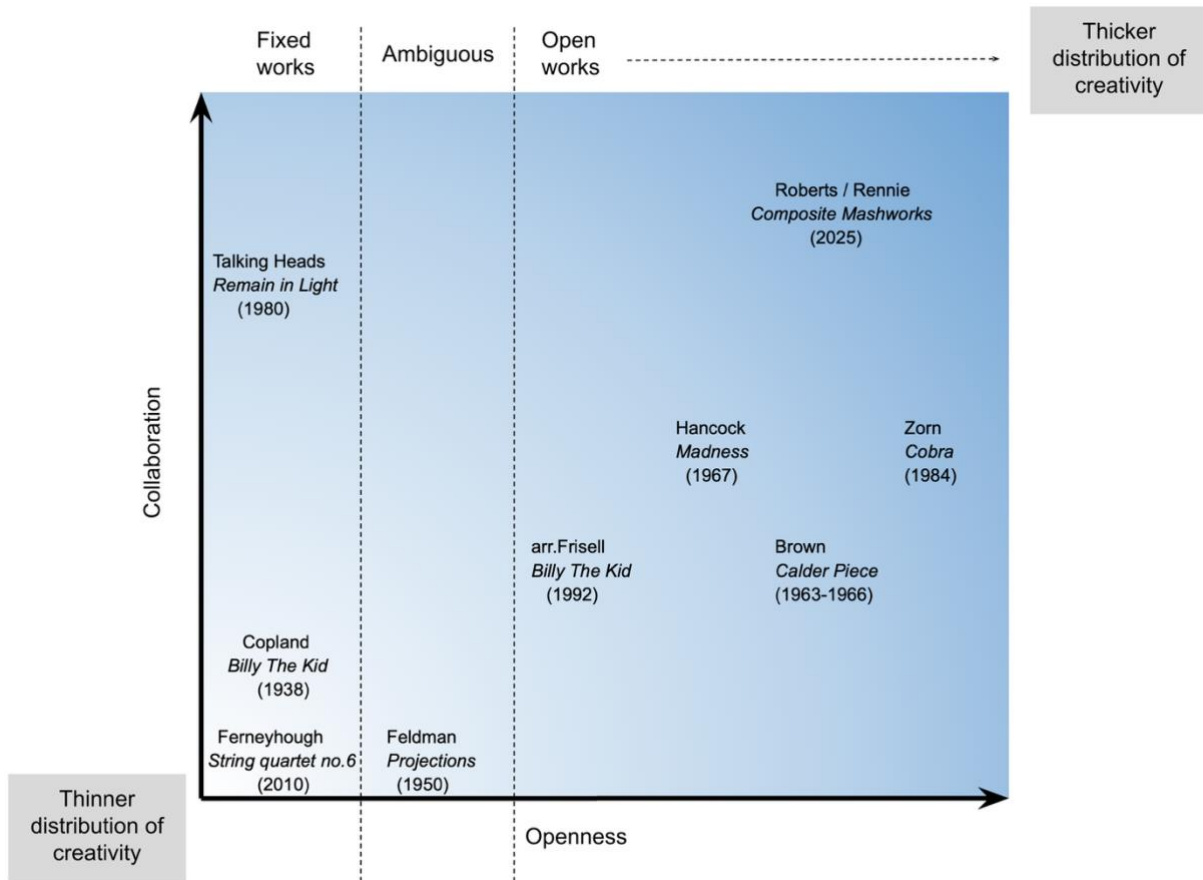 Fixed
works
Ambiguous
Open
works
Thicker
distribution of
creativity
Roberts / Rennie
Composite Mashworks
(2025)
Talking Heads
Remain in Light
(1980)
Collaboration
Hancock
Madness
(1967)
Zorn
Cobra
(1984)
arr.Frisell
Billy The Kid
(1992)
Brown
Calder Piece
(1963-1966)
Copland
Billy The Kid
(1938)
Ferneyhough
String quartet no.6
(2010)
Feldman
Projections
(1950)
Thinner
distribution of
creativity
Openness